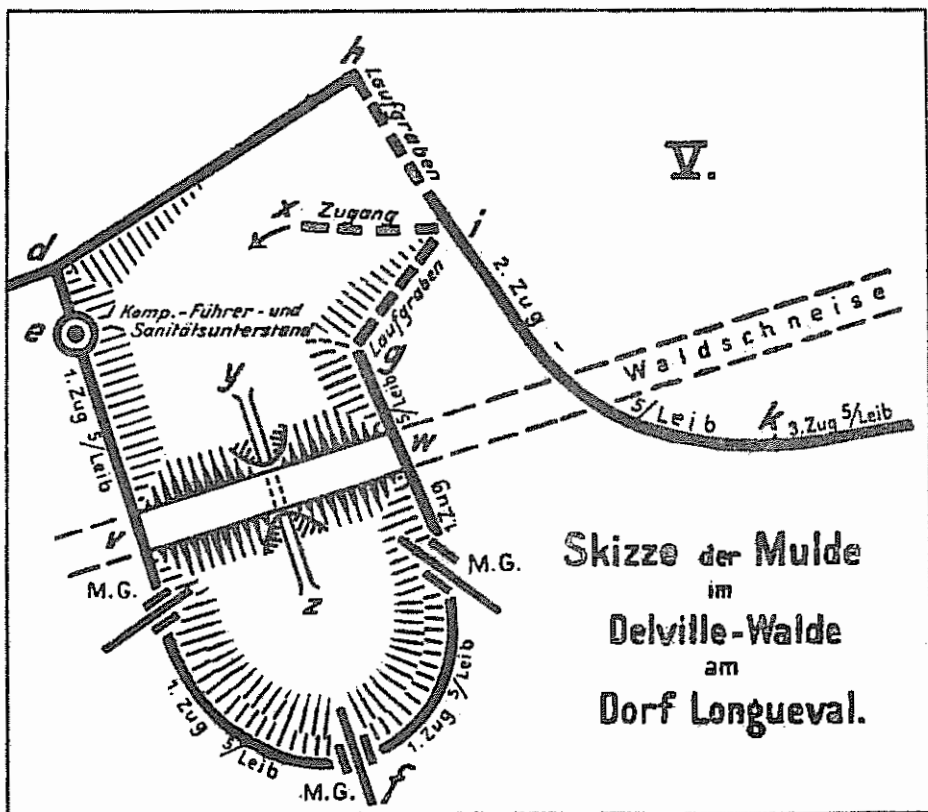 h
Laufgraben
V.
x
Zugang
i
d
2. Zug
Komp.-Führer- und
Sanitätsunterstand
e
Laufgraben
g
Waldschneise
y
1. Zug
5/Leib
5/Leib
w
5/Leib
k
3. Zug 5/Leib
1. Zug
v
M.G.
M.G.
z
Skizze der Mulde
im
Delville-Walde
am
Dorf Longueval.
1. Zug
5/Leib
1. Zug
5/Leib
M.G.
f